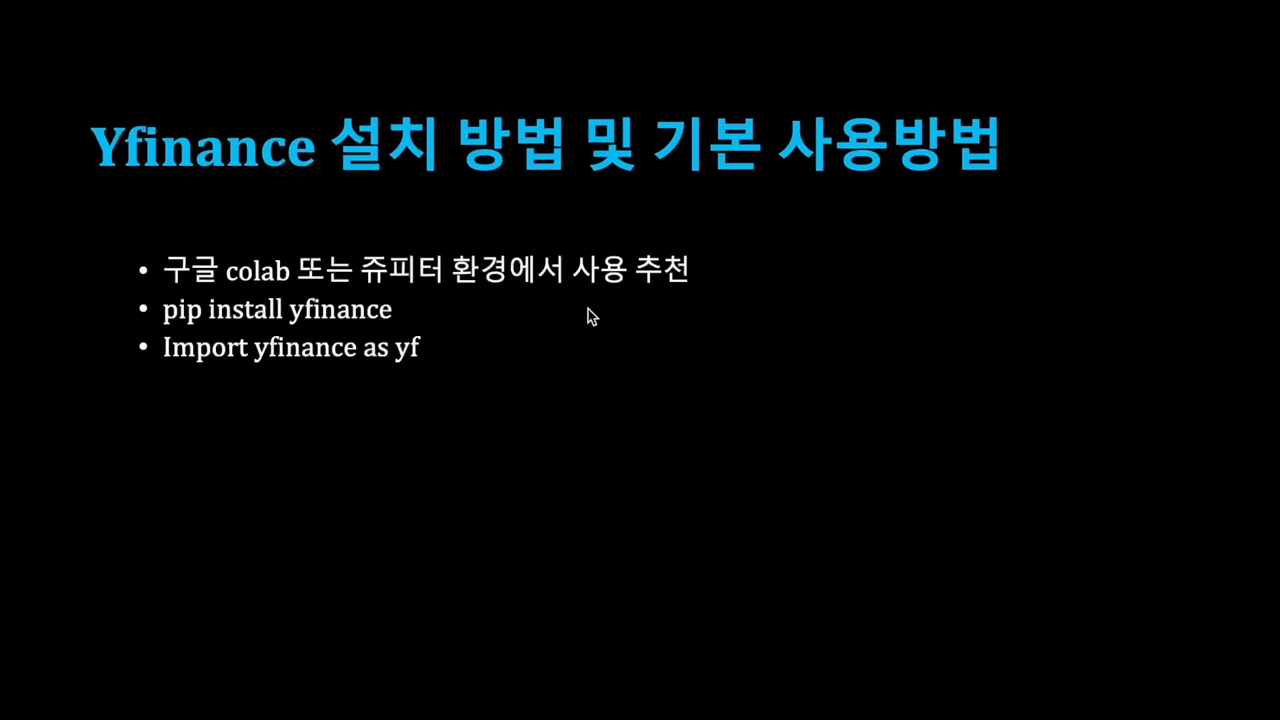 Yfinance 설치 방법 및 기본 사용방법
• 구글 colab 또는 쥬피터 환경에서 사용 추천
• pip install yfinance
• Import yfinance as yf